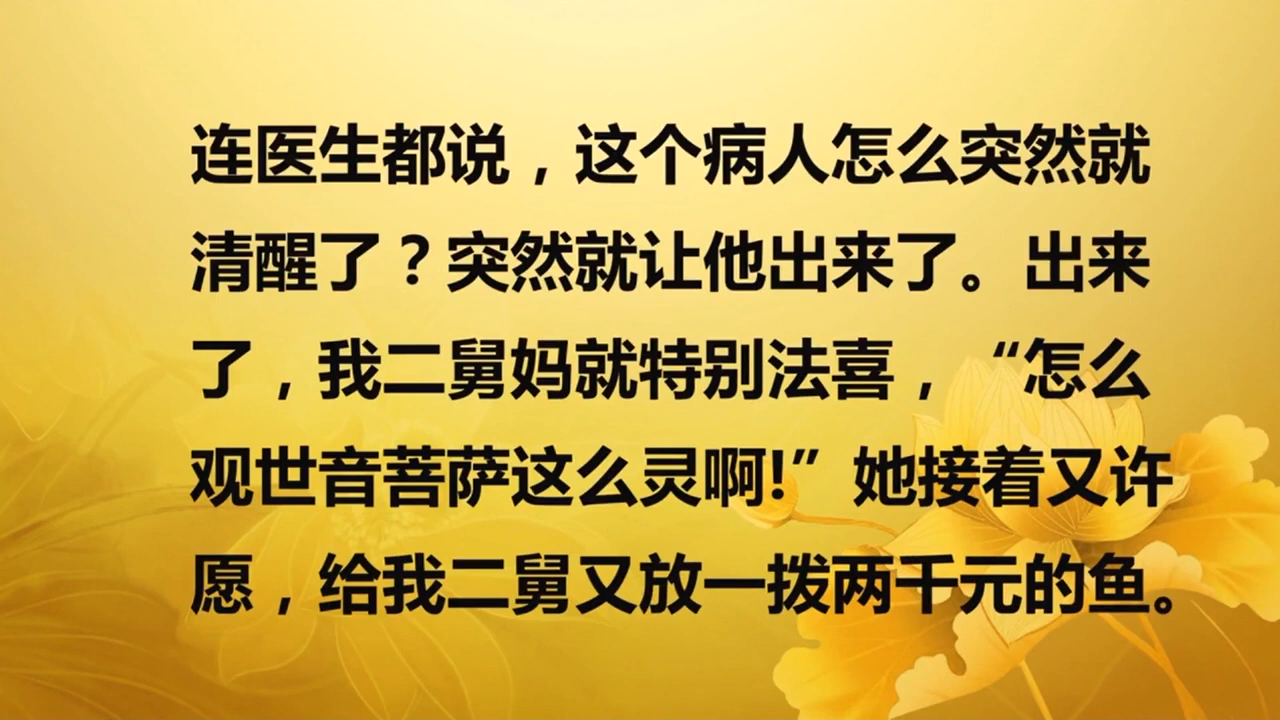 连医生都说，这个病人怎么突然就
清醒了？突然就让他出来了。出来
了，我二舅妈就特别法喜，“怎么
观世音菩萨这么灵啊!”她接着又许
愿，给我二舅又放一拨两千元的鱼。